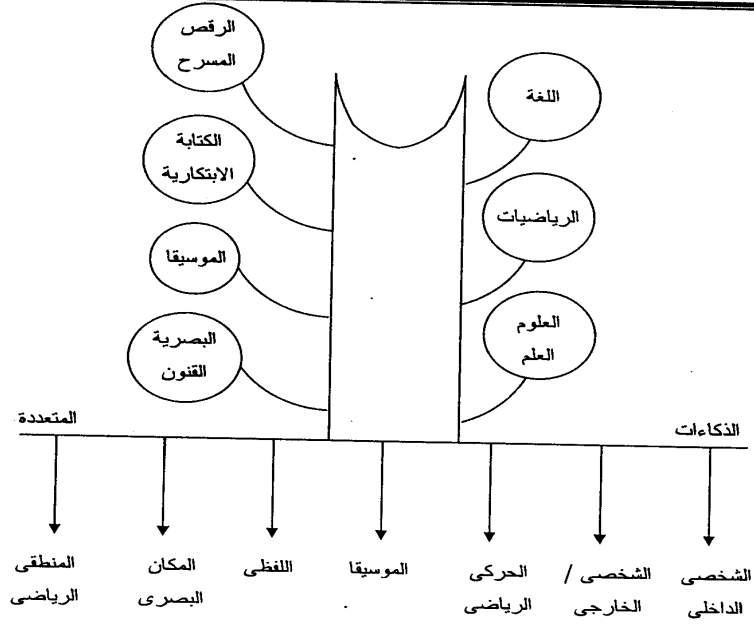 الرقص
المسرح
اللغة
الكتابة
الابتكارية
الرياضيات
الموسيقا
العلوم
العلم
البصرية
القنون
الذكاءات
المتعددة
الشخصى
الداخلى
الشخصى /
الخارجى
الحركى
الرياضى
الموسيقا
اللفظى
المكان
البصرى
المنطقى
الرياضى